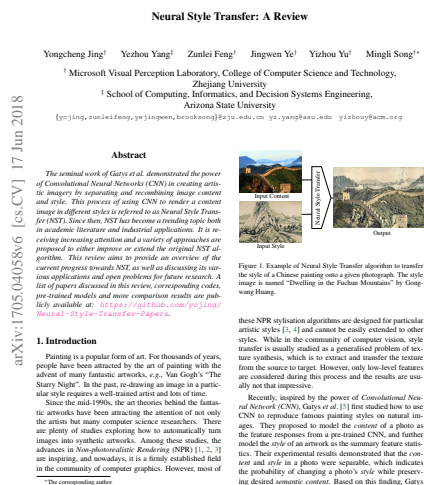 Neural Style Transfer: A Review
Yongcheng Jing† Yezhou Yang‡ Zunlei Feng† Jingwen Ye† Yizhou Yu† Mingli Song†*
† Microsoft Visual Perception Laboratory, College of Computer Science and Technology,
Zhejiang University
‡ School of Computing, Informatics, and Decision Systems Engineering,
Arizona State University
{ycjing,zunleifeng,yejingwen,brooksong}@zju.edu.cn yz.yang@asu.edu yizhouy@acm.org
arXiv:1705.04058v6 [cs.CV] 17 Jun 2018
Abstract
The seminal work of Gatys et al. demonstrated the power
of Convolutional Neural Networks (CNN) in creating artis-
tic imagery by separating and recombining image content
and style. This process of using CNN to render a content
image in different styles is referred to as Neural Style Trans-
fer (NST). Since then, NST has become a trending topic both
in academic literature and industrial applications. It is re-
ceiving increasing attention and a variety of approaches are
proposed to either improve or extend the original NST al-
gorithm. This review aims to provide an overview of the
current progress towards NST, as well as discussing its var-
ious applications and open problems for future research. A
list of papers discussed in this review, corresponding codes,
pre-trained models and more comparison results are pub-
licly available at: https://github.com/ycjing/
Neural-Style-Transfer-Papers.
1. Introduction
Painting is a popular form of art. For thousands of years,
people have been attracted by the art of painting with the
advent of many fantastic artworks, e.g., Van Gogh's "The
Starry Night". In the past, re-drawing an image in a partic-
ular style requires a well-trained artist and lots of time.
Since the mid-1990s, the art theories behind the fantas-
tic artworks have been attracting the attention of not only
the artists but many computer science researchers. There
are plenty of studies exploring how to automatically turn
images into synthetic artworks. Among these studies, the
advances in Non-photorealistic Rendering (NPR) [1, 2, 3]
are inspiring, and nowadays, it is a firmly established field
in the community of computer graphics. However, most of
*The corresponding author
Input Content
Neural Style Transfer
Input Style
Output
Figure 1. Example of Neural Style Transfer algorithm to transfer
the style of a Chinese painting onto a given photograph. The style
image is named "Dwelling in the Fuchun Mountains" by Gong-
wang Huang.
these NPR stylisation algorithms are designed for particular
artistic styles [3, 4] and cannot be easily extended to other
styles. While in the community of computer vision, style
transfer is usually studied as a generalised problem of tex-
ture synthesis, which is to extract and transfer the texture
from the source to target. However, only low-level features
are considered during this process and the results are usu-
ally not that impressive.
Recently, inspired by the power of Convolutional Neu-
ral Network (CNN), Gatys et al. [5] first studied how to use
CNN to reproduce famous painting styles on natural im-
ages. They proposed to model the content of a photo as
the feature responses from a pre-trained CNN, and further
model the style of an artwork as the summary feature statis-
tics. Their experimental results demonstrated that the con-
tent and style in a photo were separable, which indicates
the probability of changing a photo's style while preserv-
ing desired semantic content. Based on this finding, Gatys